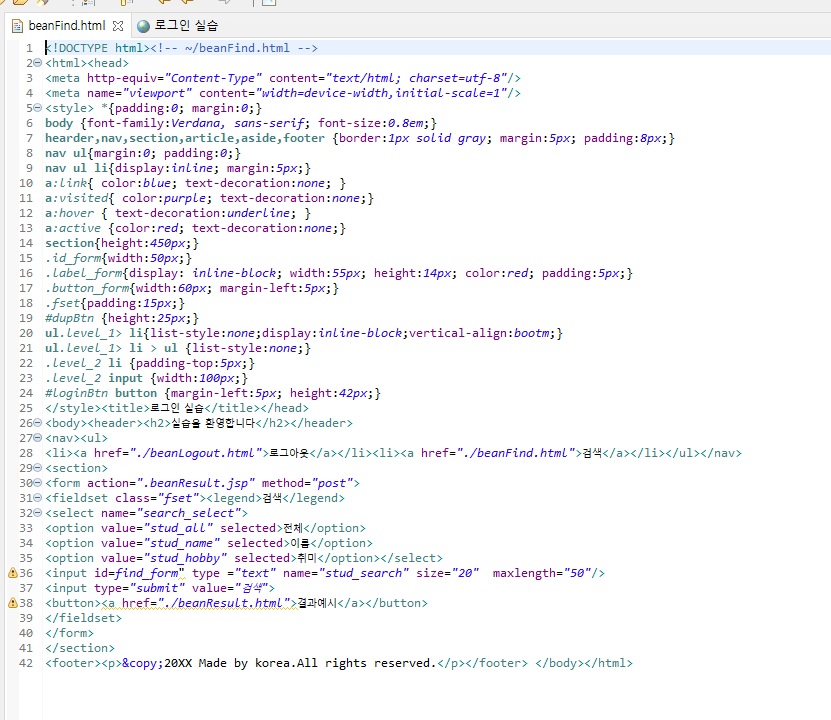 beanFind.html 로그인 실습
1 <!DOCTYPE html><!-- ~/beanFind.html -->
2 <html><head>
3 <meta http-equiv="Content-Type" content="text/html; charset=utf-8"/>
4 <meta name="viewport" content="width=device-width,initial-scale=1"/>
5 <style> *{padding:0; margin:0;}
6 body {font-family:Verdana, sans-serif; font-size:0.8em;}
7 hearder,nav,section,article,aside,footer {border:1px solid gray; margin:5px; padding:8px;}
8 nav ul{margin:0; padding:0;}
9 nav ul li{display:inline; margin:5px;}
10 a:link{ color:blue; text-decoration:none; }
11 a:visited{ color:purple; text-decoration:none;}
12 a:hover { text-decoration:underline; }
13 a:active {color:red; text-decoration:none;}
14 section{height:450px;}
15 .id_form{width:50px;}
16 .label_form{display: inline-block; width:55px; height:14px; color:red; padding:5px;}
17 .button_form{width:60px; margin-left:5px;}
18 .fset{padding:15px;}
19 #dupBtn {height:25px;}
20 ul.level_1> li{list-style:none;display:inline-block;vertical-align:bootm;}
21 ul.level_1> li > ul {list-style:none;}
22 .level_2 li {padding-top:5px;}
23 .level_2 input {width:100px;}
24 #loginBtn button {margin-left:5px; height:42px;}
25 </style><title>로그인 실습</title></head>
26 <body><header><h2>실습을 환영합니다</h2></header>
27 <nav><ul>
28 <li><a href="./beanLogout.html">로그아웃</a></li><li><a href="./beanFind.html">검색</a></li></ul></nav>
29 <section>
30 <form action=".beanResult.jsp" method="post">
31 <fieldset class="fset"><legend>검색</legend>
32 <select name="search_select">
33 <option value="stud_all" selected>전체</option>
34 <option value="stud_name" selected>이름</option>
35 <option value="stud_hobby" selected>취미</option></select>
36 <input id=find_form" type ="text" name="stud_search" size="20"  maxlength="50"/>
37 <input type="submit" value="검색">
38 <button><a href="./beanResult.html">결과예시</a></button>
39 </fieldset>
40 </form>
41 </section>
42 <footer><p>&copy;20XX Made by korea.All rights reserved.</p></footer> </body></html>